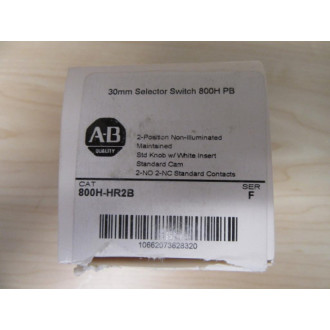 30mm Selector Switch 800H PB
A-B
QUALITY
2-Position Non-Illuminated
Maintained
Std Knob w/ White Insert
Standard Cam
2-NO 2-NC Standard Contacts
CAT
800H-HR2B
SER
F
10662073828320